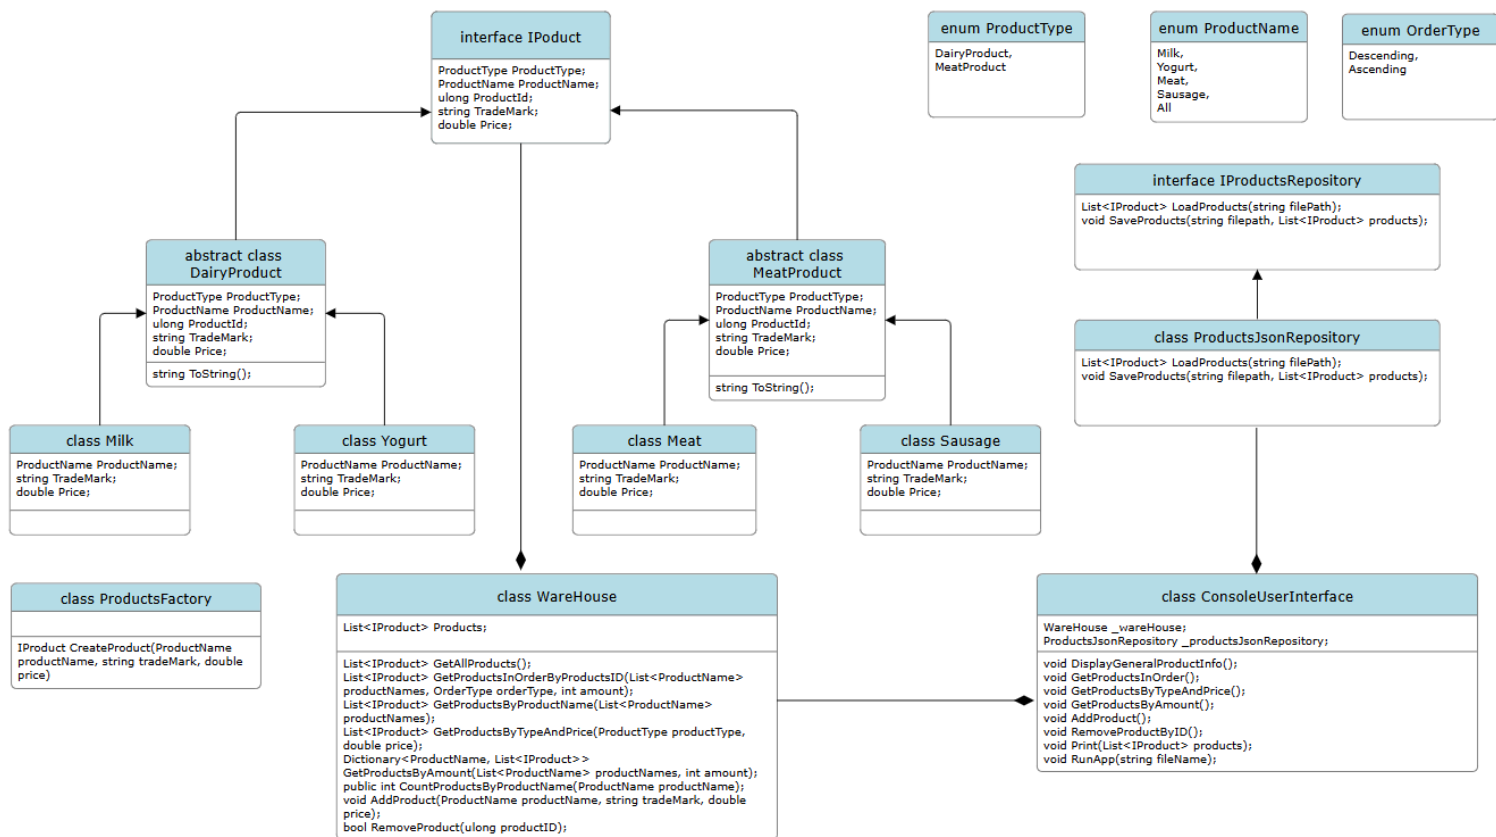 interface IPoduct
ProductType ProductType;
ProductName ProductName;
ulong ProductId;
string TradeMark;
double Price;
enum ProductType
DairyProduct,
MeatProduct
enum ProductName
Milk,
Yogurt,
Meat,
Sausage,
All
enum OrderType
Descending,
Ascending
interface IProductsRepository
List<IProduct> LoadProducts(string filePath);
void SaveProducts(string filepath, List<IProduct> products);
abstract class
DairyProduct
ProductType ProductType;
ProductName ProductName;
ulong ProductId;
string TradeMark;
double Price;
string ToString();
abstract class
MeatProduct
ProductType ProductType;
ProductName ProductName;
ulong ProductId;
string TradeMark;
double Price;
string ToString();
class ProductsJsonRepository
List<IProduct> LoadProducts(string filePath);
void SaveProducts(string filepath, List<IProduct> products);
class Milk
ProductName ProductName;
string TradeMark;
double Price;
class Yogurt
ProductName ProductName;
string TradeMark;
double Price;
class Meat
ProductName ProductName;
string TradeMark;
double Price;
class Sausage
ProductName ProductName;
string TradeMark;
double Price;
class ProductsFactory
IProduct CreateProduct(ProductName
productName, string tradeMark, double
price)
class WareHouse
List<IProduct> Products;
List<IProduct> GetAllProducts();
List<IProduct> GetProductsInOrderByProductsID(List<ProductName>
productNames, OrderType orderType, int amount);
List<IProduct> GetProductsByProductName(List<ProductName>
productNames);
List<IProduct> GetProductsByTypeAndPrice(ProductType productType,
double price);
Dictionary<ProductName, List<IProduct>>
GetProductsByAmount(List<ProductName> productNames, int amount);
public int CountProductsByProductName(ProductName productName);
void AddProduct(ProductName productName, string tradeMark, double
price);
bool RemoveProduct(ulong productID);
class ConsoleUserInterface
WareHouse _wareHouse;
ProductsJsonRepository _productsJsonRepository;
void DisplayGeneralProductInfo();
void GetProductsInOrder();
void GetProductsByTypeAndPrice();
void GetProductsByAmount();
void AddProduct();
void RemoveProductByID();
void Print(List<IProduct> products);
void RunApp(string fileName);